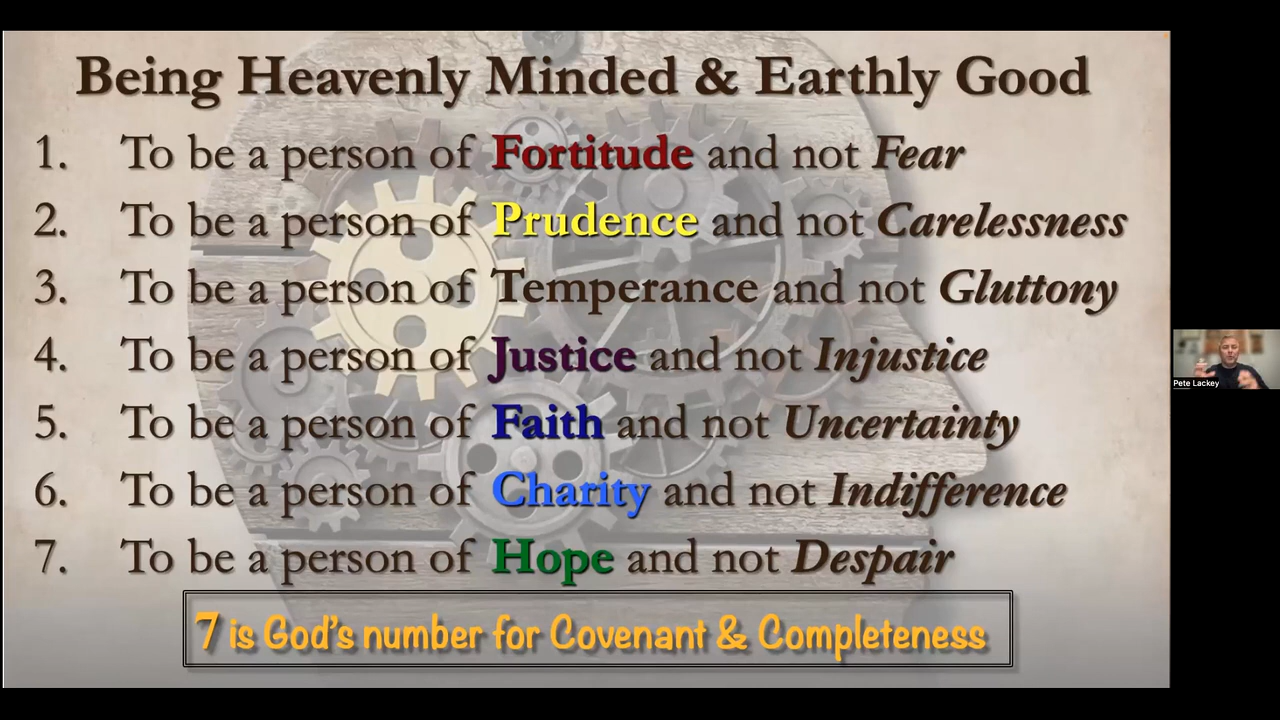 Being Heavenly Minded & Earthly Good
1. To be a person of Fortitude and not Fear
2. To be a person of Prudence and not Carelessness
3. To be a person of Temperance and not Gluttony
4. To be a person of Justice and not Injustice
5. To be a person of Faith and not Uncertainty
6. To be a person of Charity and not Indifference
7. To be a person of Hope and not Despair
7 is God's number for Covenant & Completeness
Pete Lackey